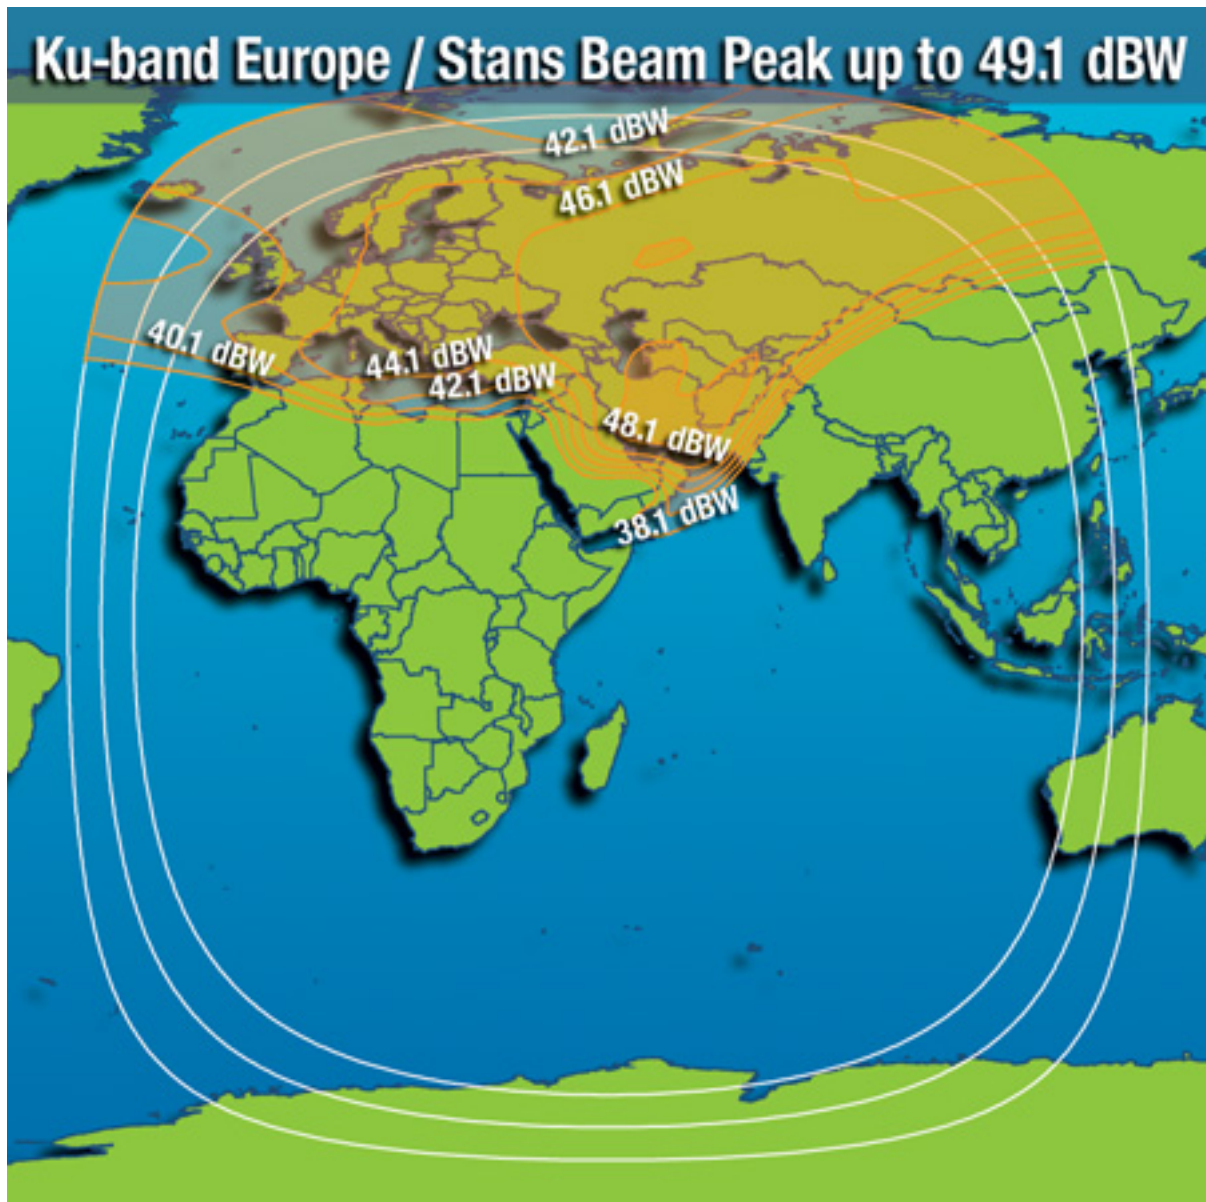 Ku-band Europe / Stans Beam Peak up to 49.1 dBW
42.1 dBW
46.1 dBW
40.1 dBW
44.1 dBW
42.1 dBW
48.1 dBW
38.1 dBW